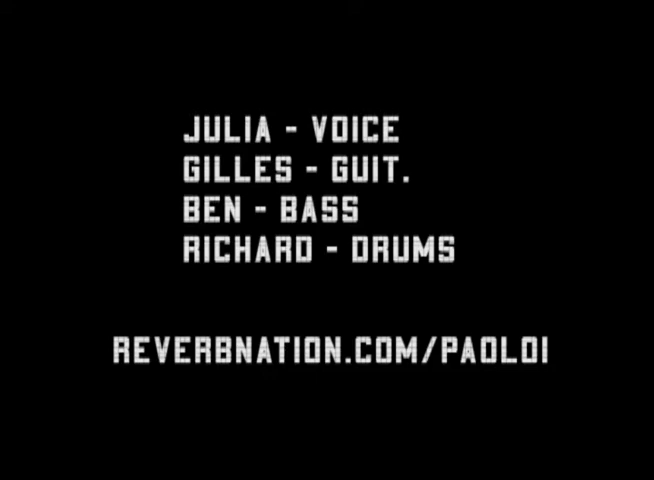 JULIA - VOICE
GILLES - GUIT.
BEN - BASS
RICHARD - DRUMS
REVERBNATION.COM/PAOLOI